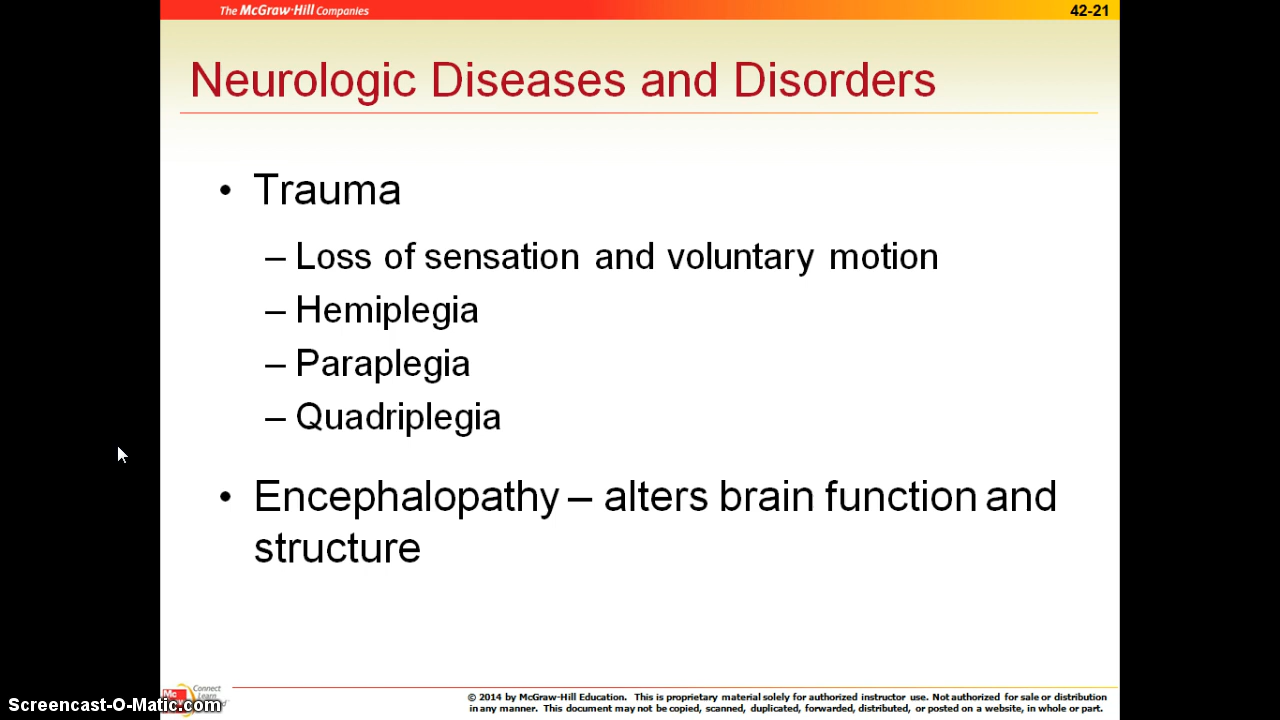 The McGraw-Hill Companies
42-21
Neurologic Diseases and Disorders
• Trauma
– Loss of sensation and voluntary motion
– Hemiplegia
– Paraplegia
– Quadriplegia
• Encephalopathy – alters brain function and
structure
Connect
Learn
Screencast-O-Matic.com
© 2014 by McGraw-Hill Education. This is proprietary material solely for authorized instructor use. Not authorized for sale or distribution
in any manner. This document may not be copied, scanned, duplicated, forwarded, distributed, or posted on a website, in whole or part.